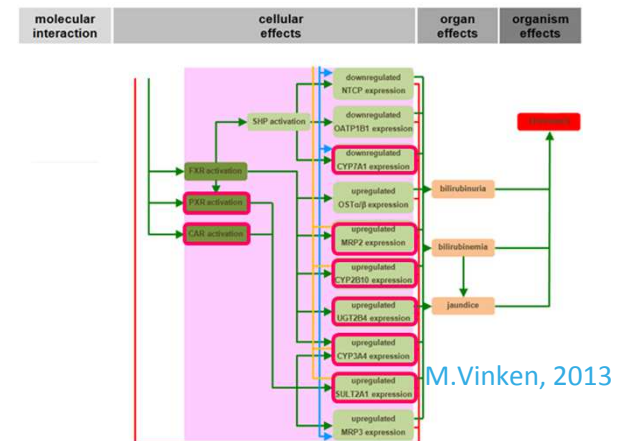 molecular
interaction
cellular
effects
organ
effects
organism
effects
downregulated
NTCP expression
SHP activation
downregulated
OATP1B1 expression
downregulated
CYP7A1 expression
FXR activation
PXR activation
CAR activation
upregulated
OSTα/β expression
bilirubinuria
upregulated
MRP2 expression
bilirubinemia
upregulated
CYP2B10 expression
upregulated
UGT2B4 expression
jaundice
upregulated
CYP3A4 expression
upregulated
SULT2A1 expression
upregulated
MRP3 expression
M.Vinken, 2013